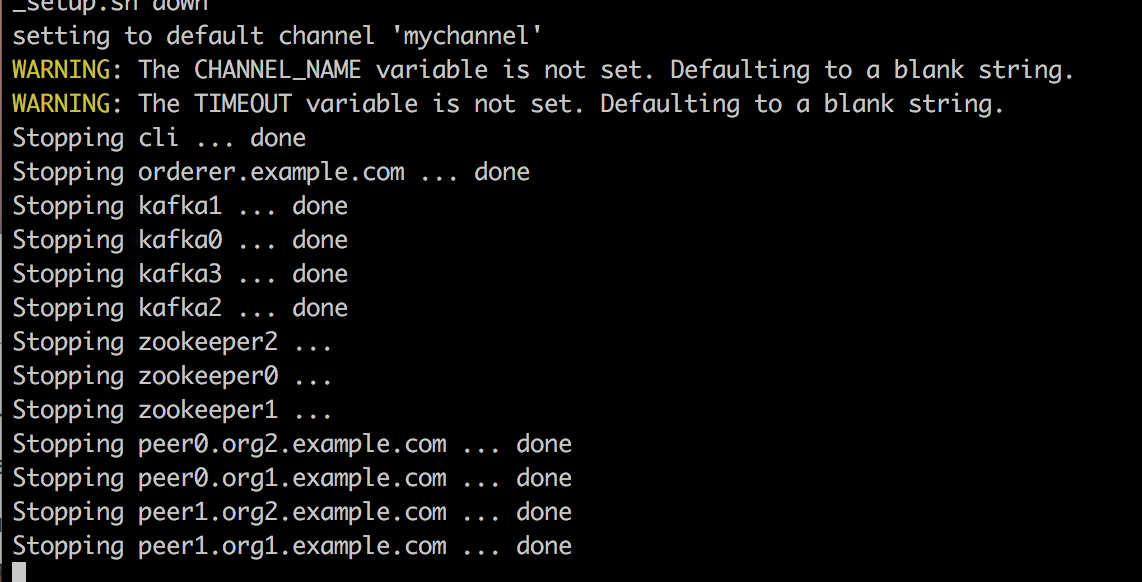 _setup.sh down
setting to default channel 'mychannel'
WARNING: The CHANNEL_NAME variable is not set. Defaulting to a blank string.
WARNING: The TIMEOUT variable is not set. Defaulting to a blank string.
Stopping cli ... done
Stopping orderer.example.com ... done
Stopping kafka1 ... done
Stopping kafka0 ... done
Stopping kafka3 ... done
Stopping kafka2 ... done
Stopping zookeeper2 ...
Stopping zookeeper0 ...
Stopping zookeeper1 ...
Stopping peer0.org2.example.com ... done
Stopping peer0.org1.example.com ... done
Stopping peer1.org2.example.com ... done
Stopping peer1.org1.example.com ... done